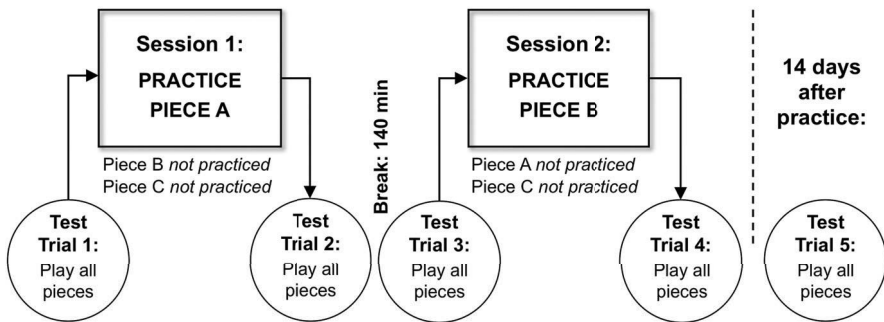 Session 1:
PRACTICE
PIECE A
Piece B not practiced
Piece C not practiced
Test
Trial 1:
Play all
pieces
Test
Trial 2:
Play all
pieces
Break: 140 min
Session 2:
PRACTICE
PIECE B
Piece A not practiced
Piece C not practiced
Test
Trial 3:
Play all
pieces
Test
Trial 4:
Play all
pieces
14 days
after
practice:
Test
Trial 5:
Play all
pieces